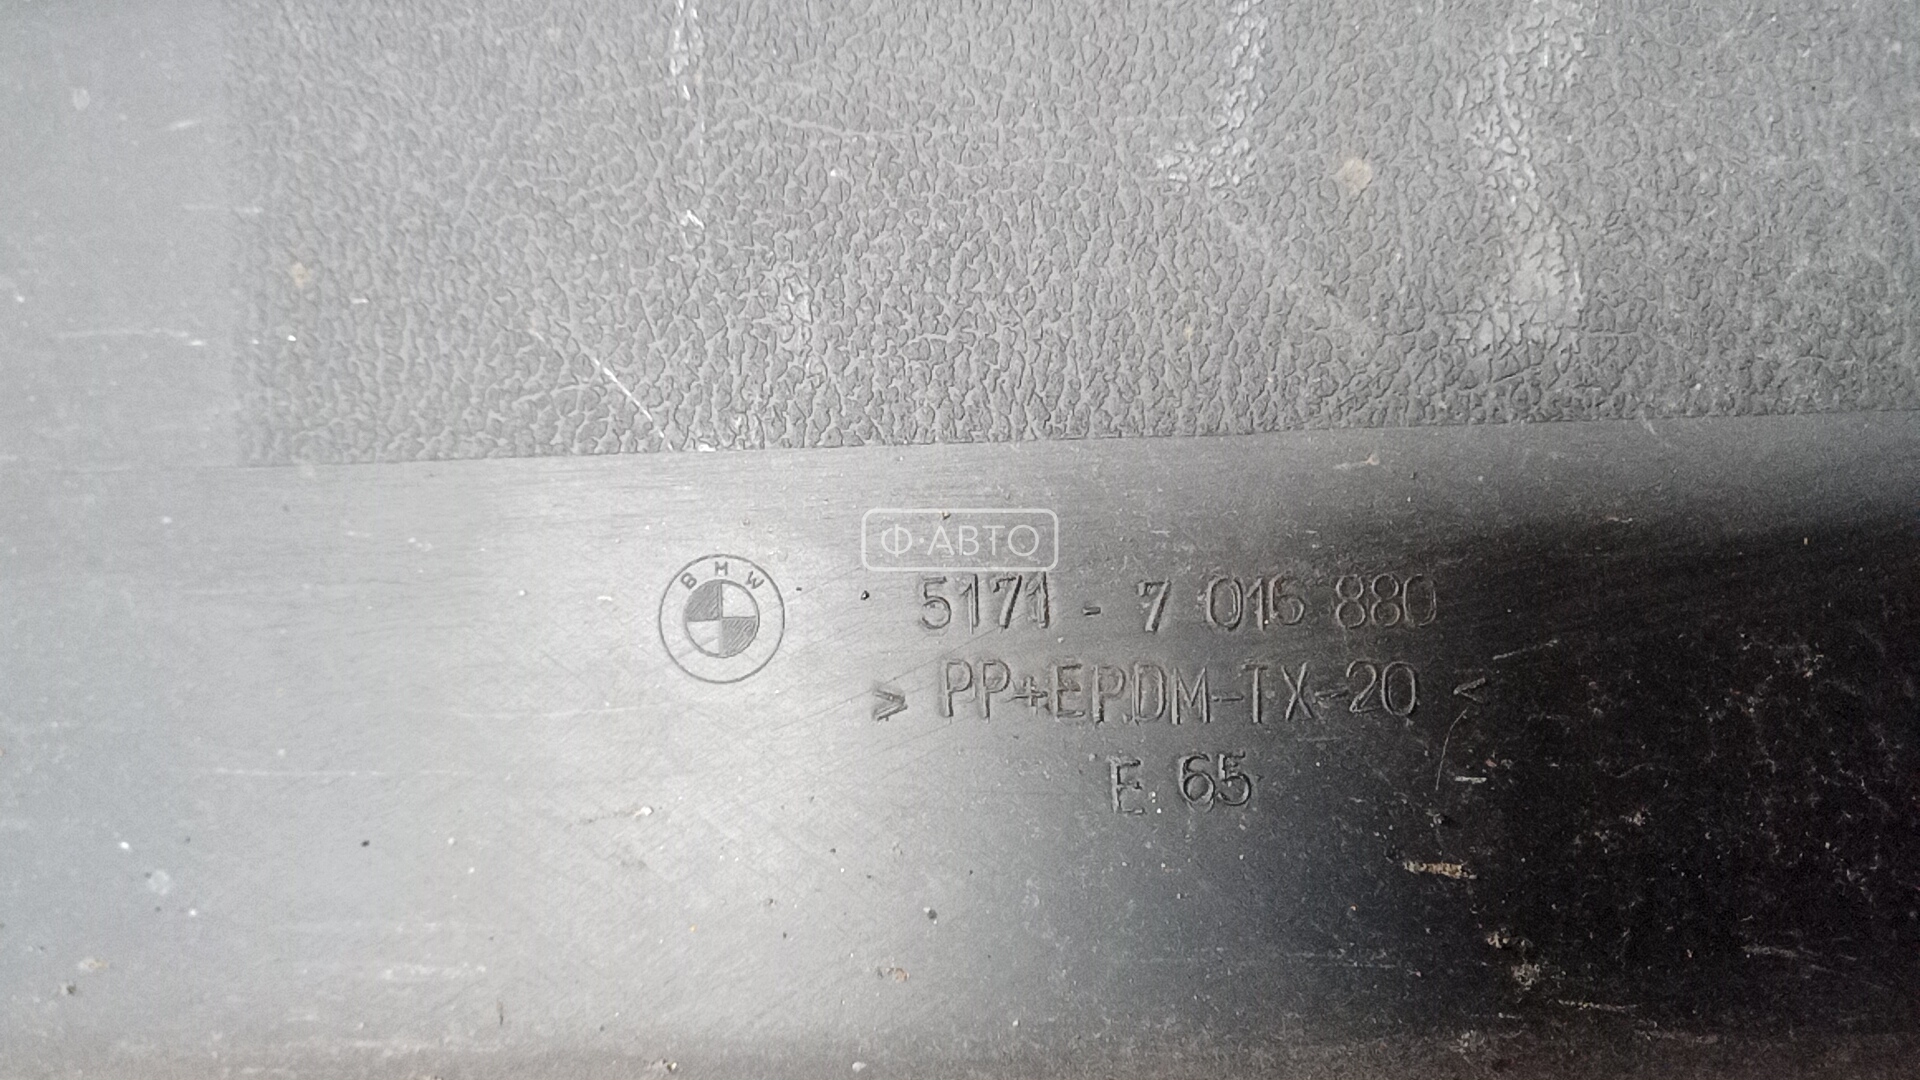 Ф·АВТО
BMW
5171 - 7 016 880
> PP+EPDM-TX-20 <
E 65